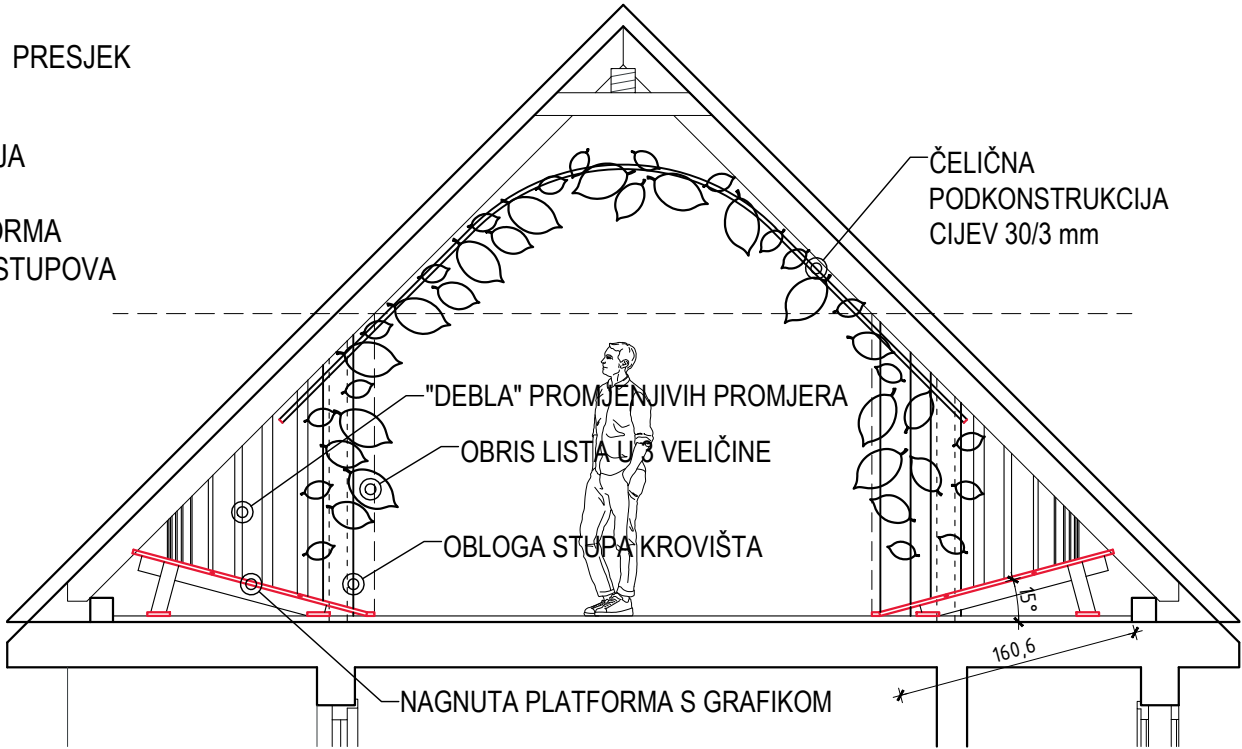 PRESJEK
JA
ORMA
STUPOVA
ČELIČNA
PODKONSTRUKCIJA
CIJEV 30/3 mm
"DEBLA" PROMJENJIVIH PROMJERA
OBRIS LISTA U 3 VELIČINE
OBLOGA STUPA KROVIŠTA
15°
160,6
NAGNUTA PLATFORMA S GRAFIKOM